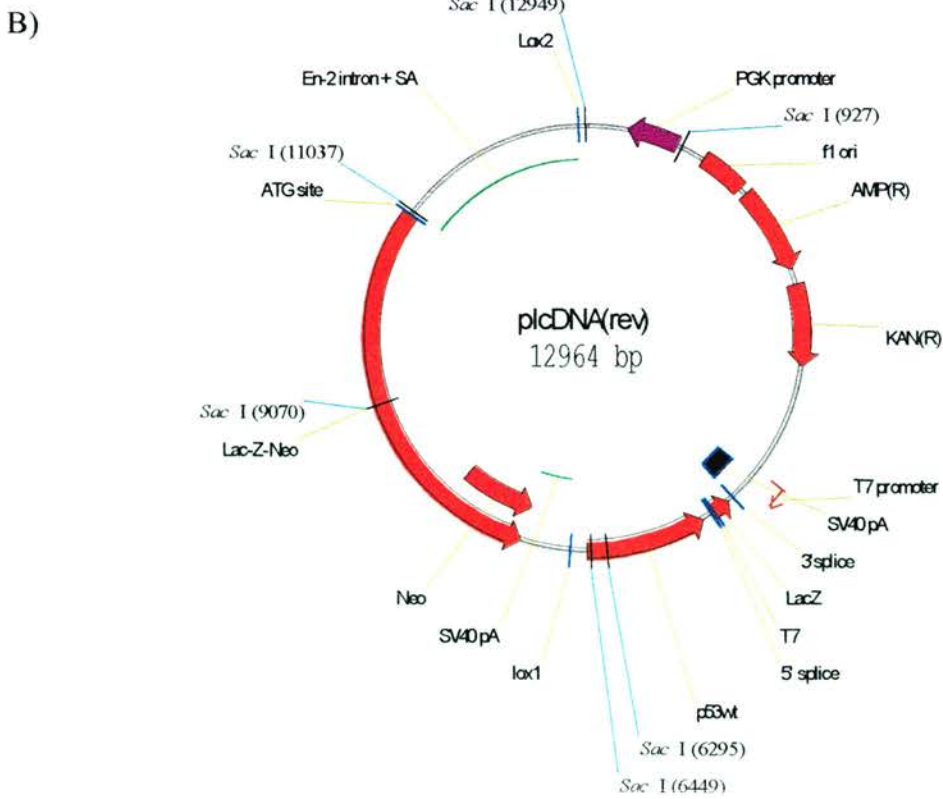 B)
Sac I (12949)
Lox2
En-2 intron + SA
PGK promoter
Sac I (927)
Sac I (11037)
f1 ori
ATG site
AMP(R)
plcDNA(rev)
12964 bp
KAN(R)
Sac I (9070)
Lac-Z-Neo
T7 promoter
SV40 pA
3' splice
Neo
LacZ
SV40 pA
T7
lox1
5' splice
p53wt
Sac I (6295)
Sac I (6449)